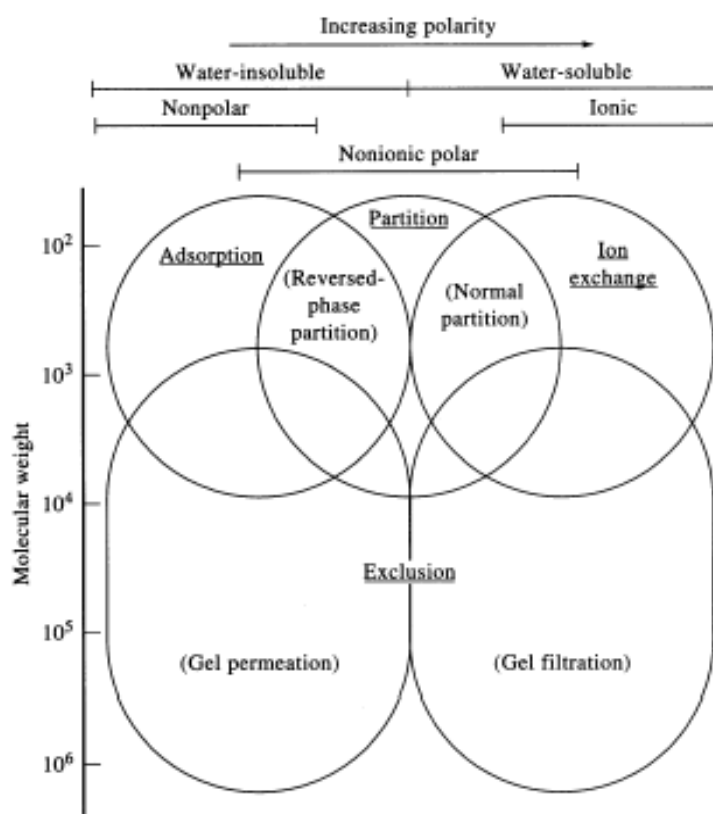 Increasing polarity
Water-insoluble
Water-soluble
Nonpolar
Ionic
Nonionic polar
Partition
10²
Adsorption
Ion
exchange
(Reversed-
phase
partition)
(Normal
partition)
10³
Molecular weight
10⁴
Exclusion
10⁵
(Gel permeation)
(Gel filtration)
10⁶